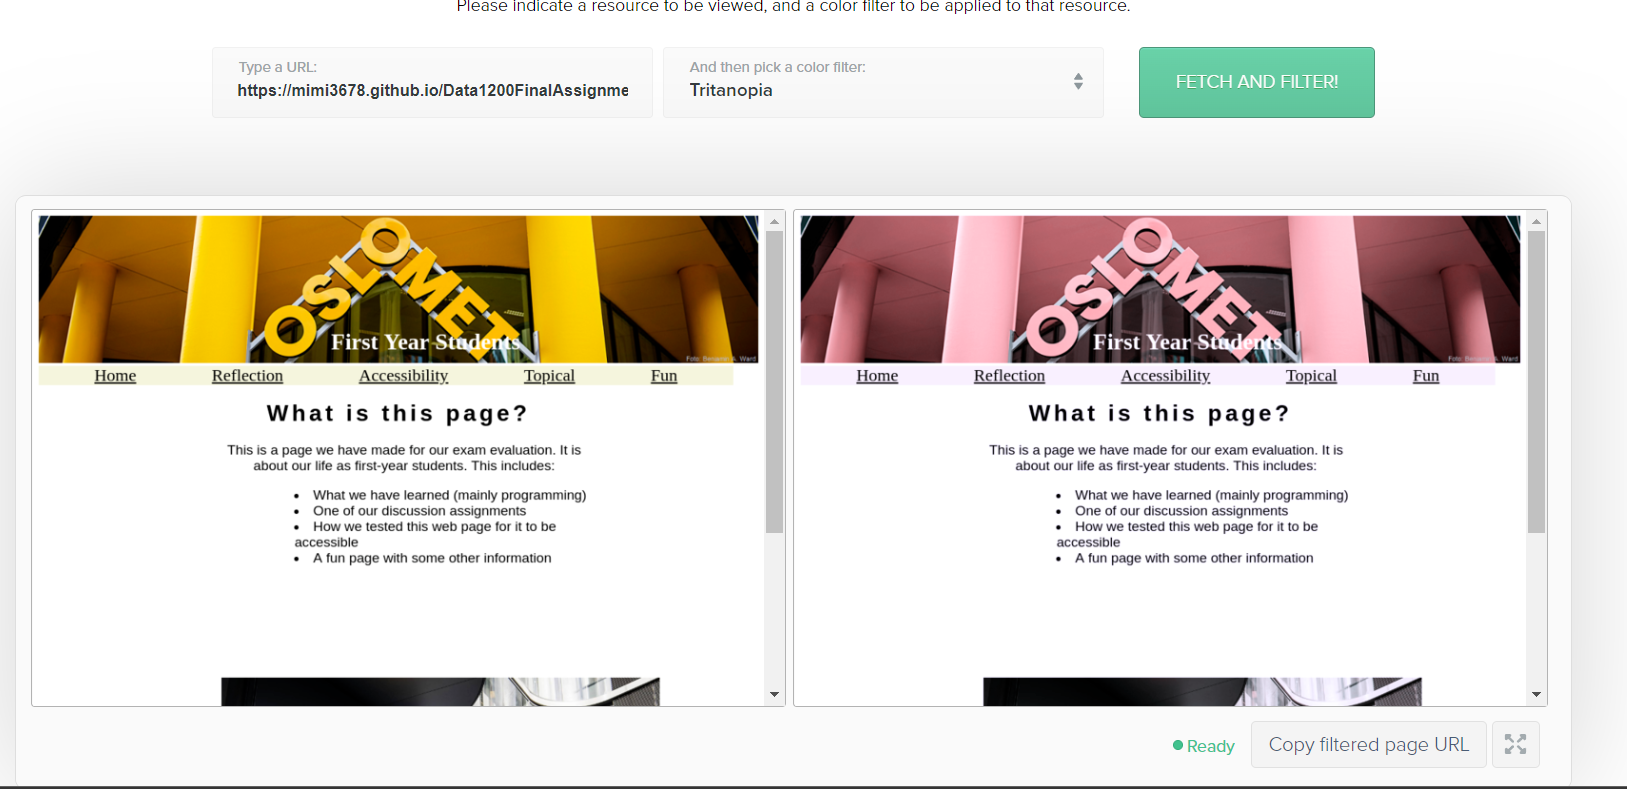 Please indicate a resource to be viewed, and a color filter to be applied to that resource.
Type a URL:
https://mimi3678.github.io/Data1200FinalAssignme
And then pick a color filter:
Tritanopia
FETCH AND FILTER!
OSLOMET
First Year Students
Foto: Benjamin A. Ward
Home Reflection Accessibility Topical Fun
What is this page?
This is a page we have made for our exam evaluation. It is
about our life as first-year students. This includes:
• What we have learned (mainly programming)
• One of our discussion assignments
• How we tested this web page for it to be
accessible
• A fun page with some other information
OSLOMET
First Year Students
Foto: Benjamin A. Ward
Home Reflection Accessibility Topical Fun
What is this page?
This is a page we have made for our exam evaluation. It is
about our life as first-year students. This includes:
• What we have learned (mainly programming)
• One of our discussion assignments
• How we tested this web page for it to be
accessible
• A fun page with some other information
Ready
Copy filtered page URL